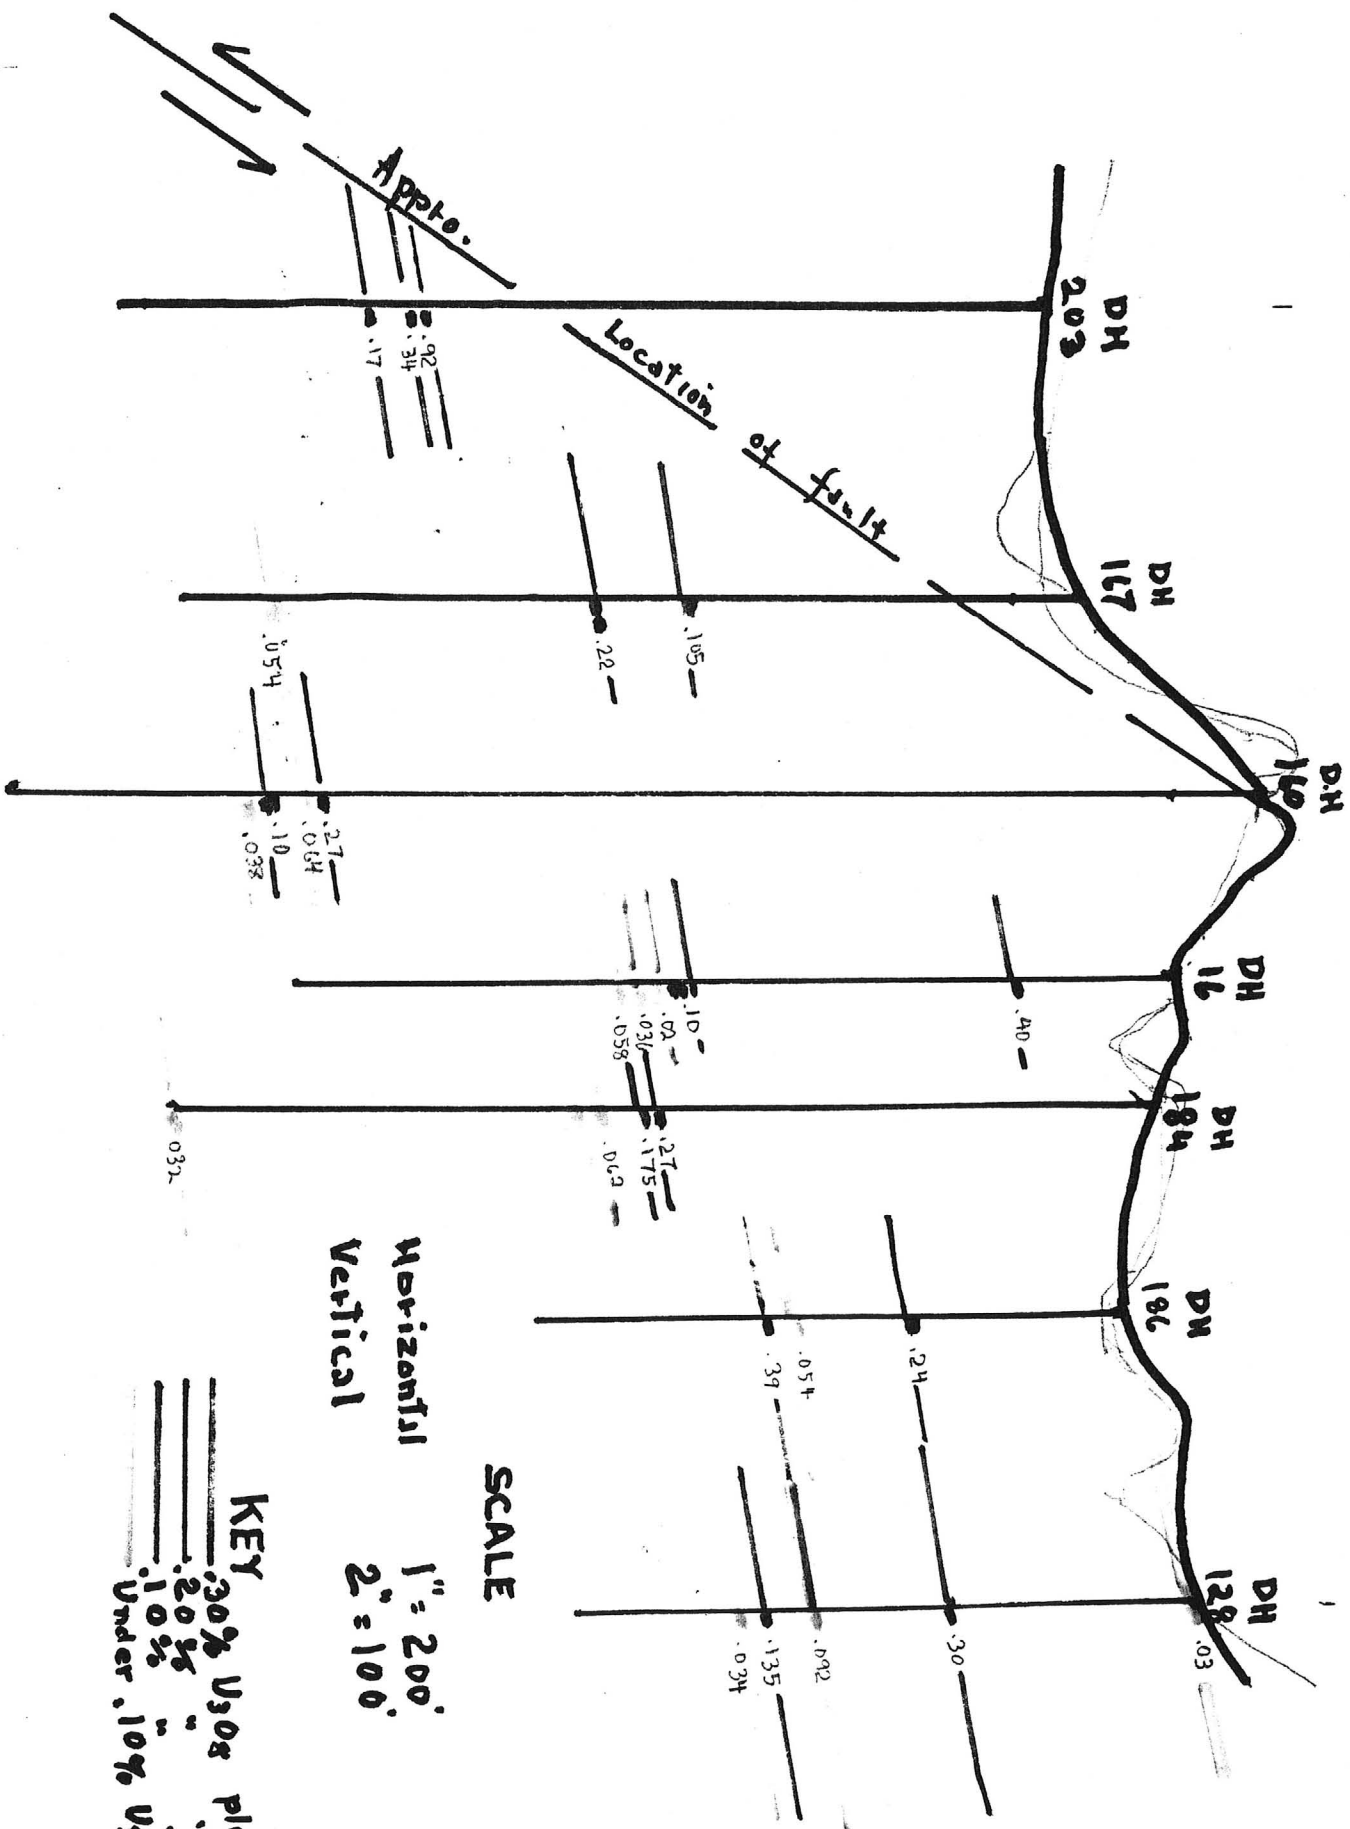 DH
203
DH
167
D.H
160
DH
16
DH
184
DH
186
DH
128
.03
Appro. Location of fault
.92
.34
.17
.105
.22
.054
.27
.064
.10
.038
.40
.10
.02
.036
.058
.27
.175
.062
.032
.24
.054
.39
.30
.092
.135
.034
SCALE
Horizontal 1" = 200'
Vertical 2" = 100'
KEY
.30% U3O8
.20% "
.10% "
Under .10%